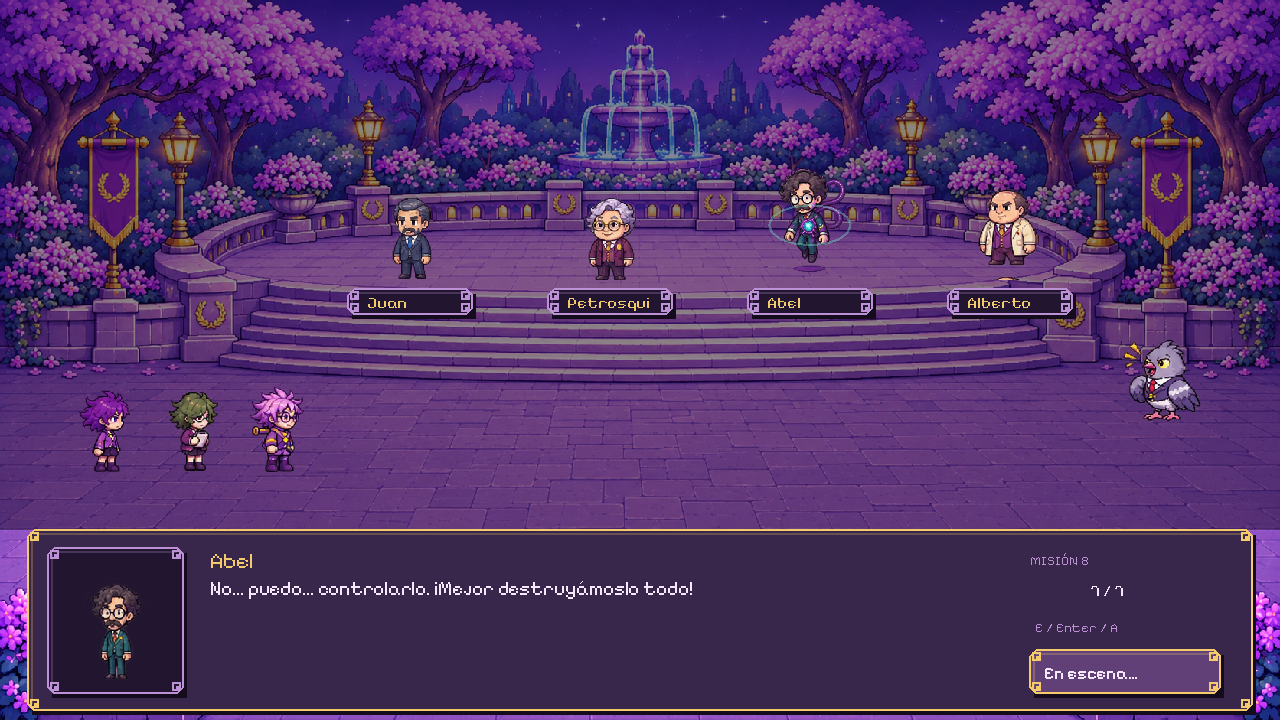 Juan
Petrosqui
Abel
Alberto
Abel
No... puedo... controlarlo. ¡Mejor destruyámoslo todo!
MISIÓN 8
7/7
E / Enter / A
En escena...